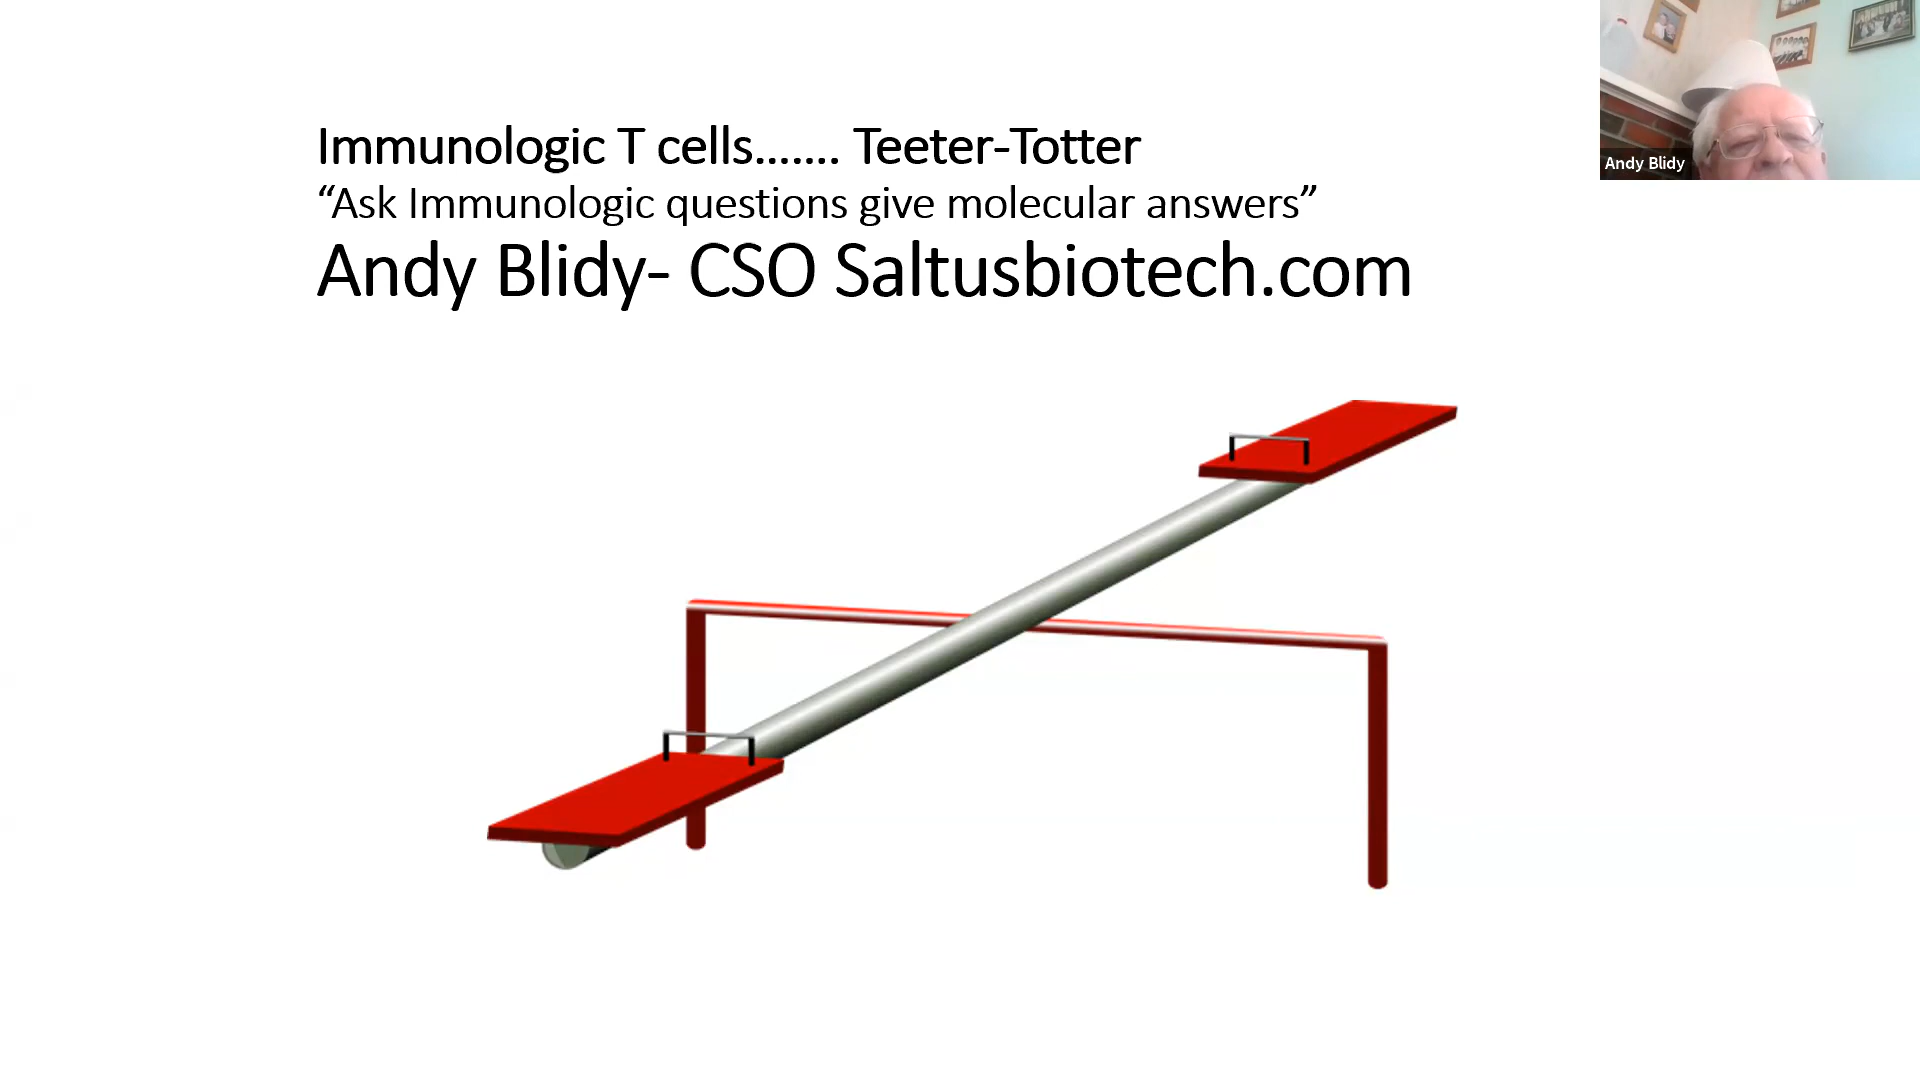 Immunologic T cells....... Teeter-Totter
“Ask Immunologic questions give molecular answers”
Andy Blidy- CSO Saltusbiotech.com
Andy Blidy